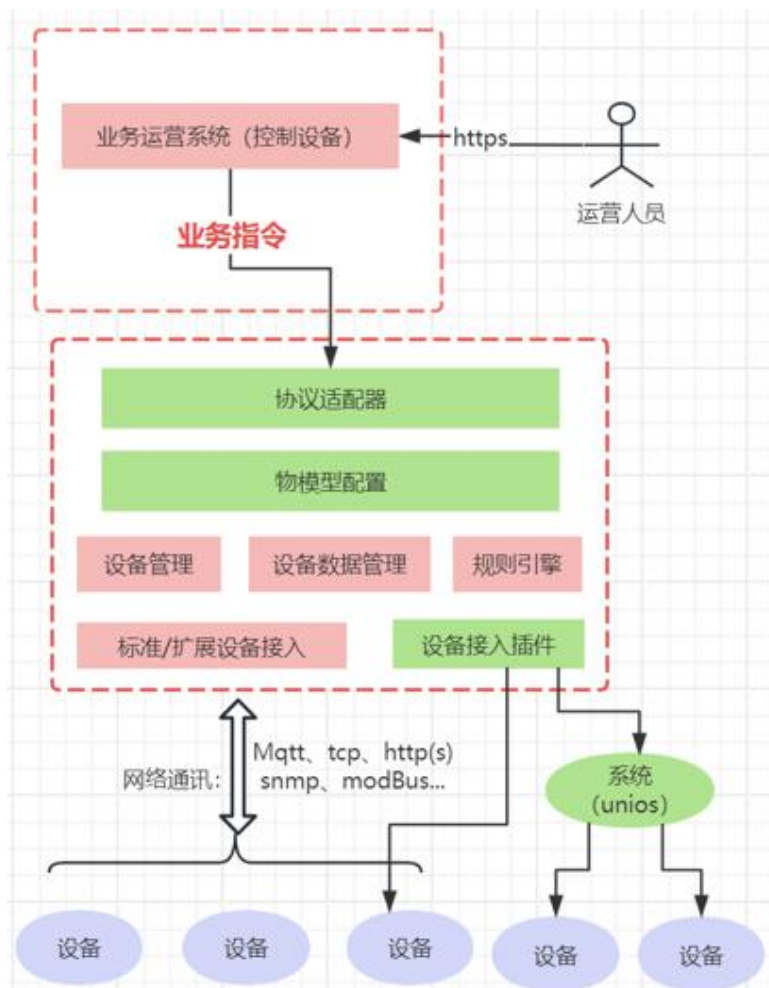 业务运营系统（控制设备）
https
运营人员
业务指令
协议适配器
物模型配置
设备管理
设备数据管理
规则引擎
标准/扩展设备接入
设备接入插件
网络通讯：
Mqtt、tcp、http(s)
snmp、modBus...
系统
（unios）
设备
设备
设备
设备
设备